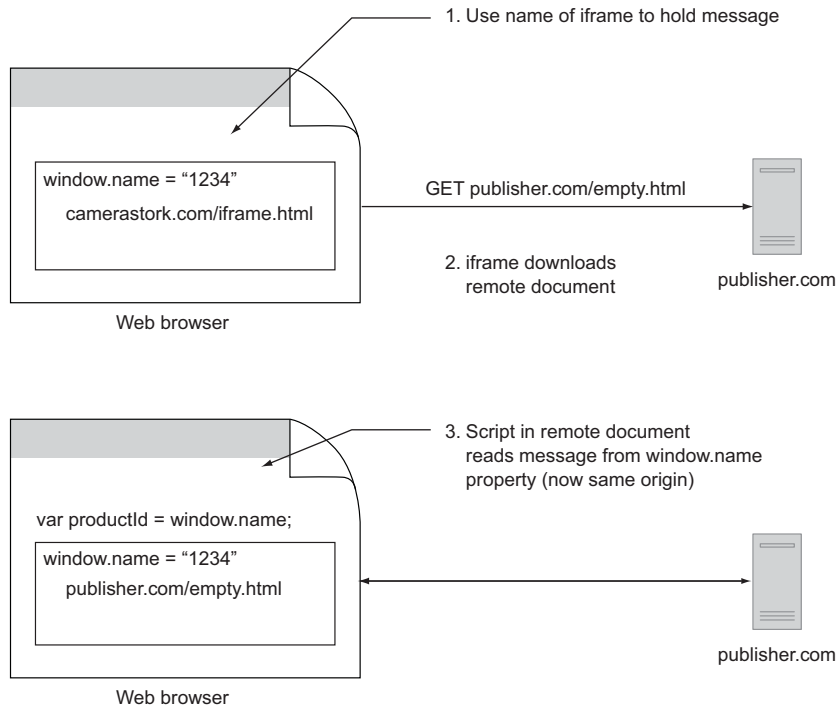 1. Use name of iframe to hold message
window.name = “1234”
camerastork.com/iframe.html
GET publisher.com/empty.html
2. iframe downloads
remote document
publisher.com
Web browser
3. Script in remote document
reads message from window.name
property (now same origin)
var productId = window.name;
window.name = “1234”
publisher.com/empty.html
publisher.com
Web browser